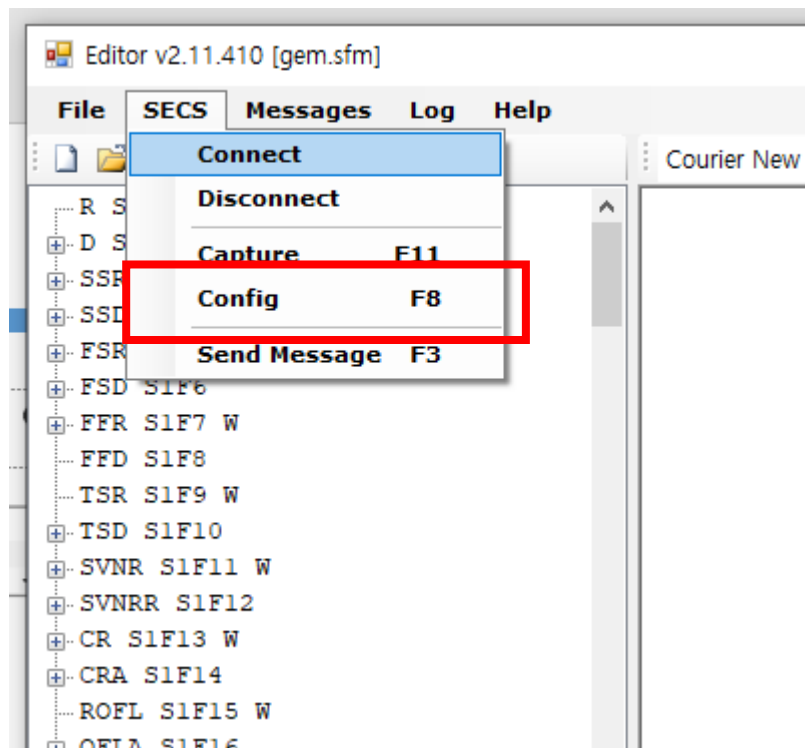 Editor v2.11.410 [gem.sfm]
File SECS Messages Log Help
Connect
Courier New
Disconnect
R S
D S
Capture F11
SSR
Config F8
SSD
FSR
Send Message F3
FSD S1F6
FFR S1F7 W
FFD S1F8
TSR S1F9 W
TSD S1F10
SVNR S1F11 W
SVNRR S1F12
CR S1F13 W
CRA S1F14
ROFL S1F15 W
OFLA S1F16